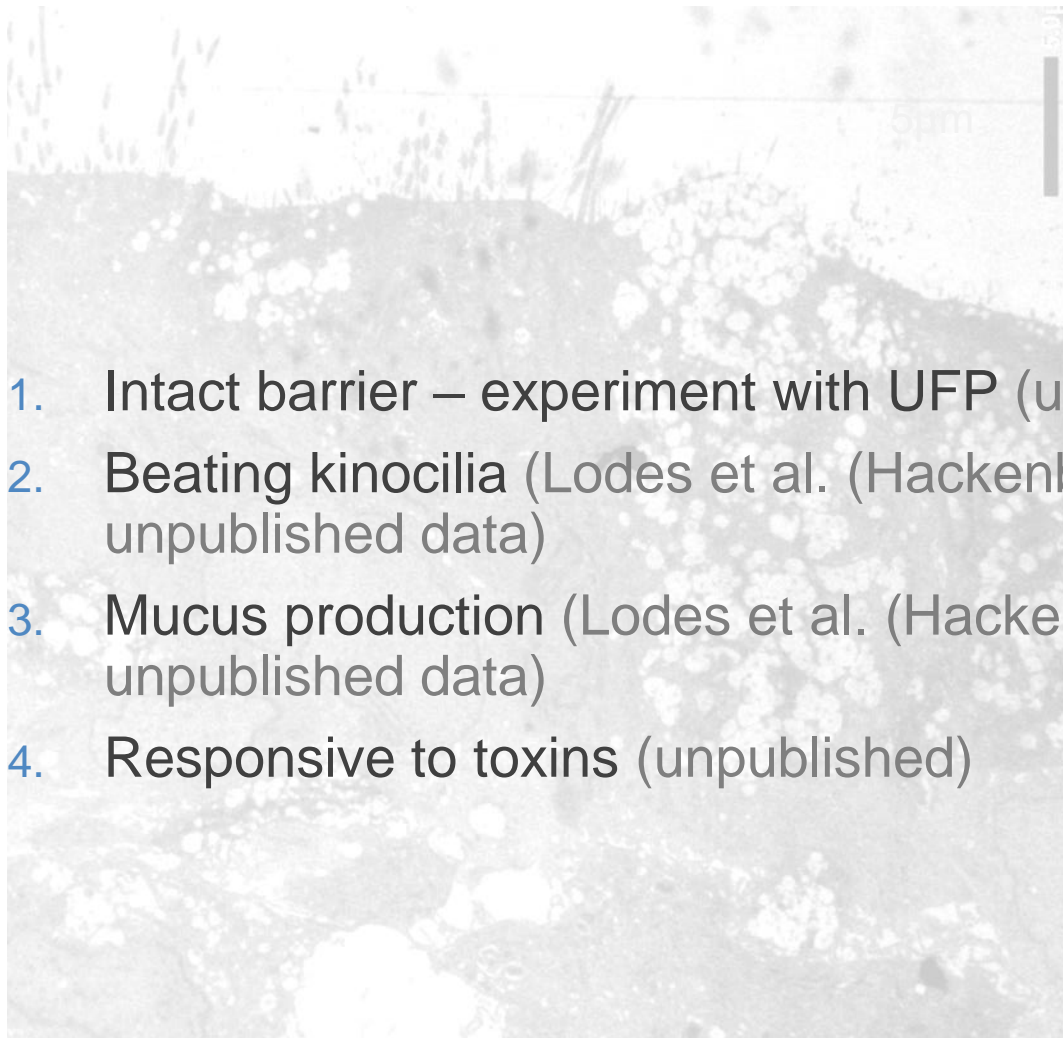 5µm
1. Intact barrier – experiment with UFP (u
2. Beating kinocilia (Lodes et al. (Hackenb
unpublished data)
3. Mucus production (Lodes et al. (Hacke
unpublished data)
4. Responsive to toxins (unpublished)